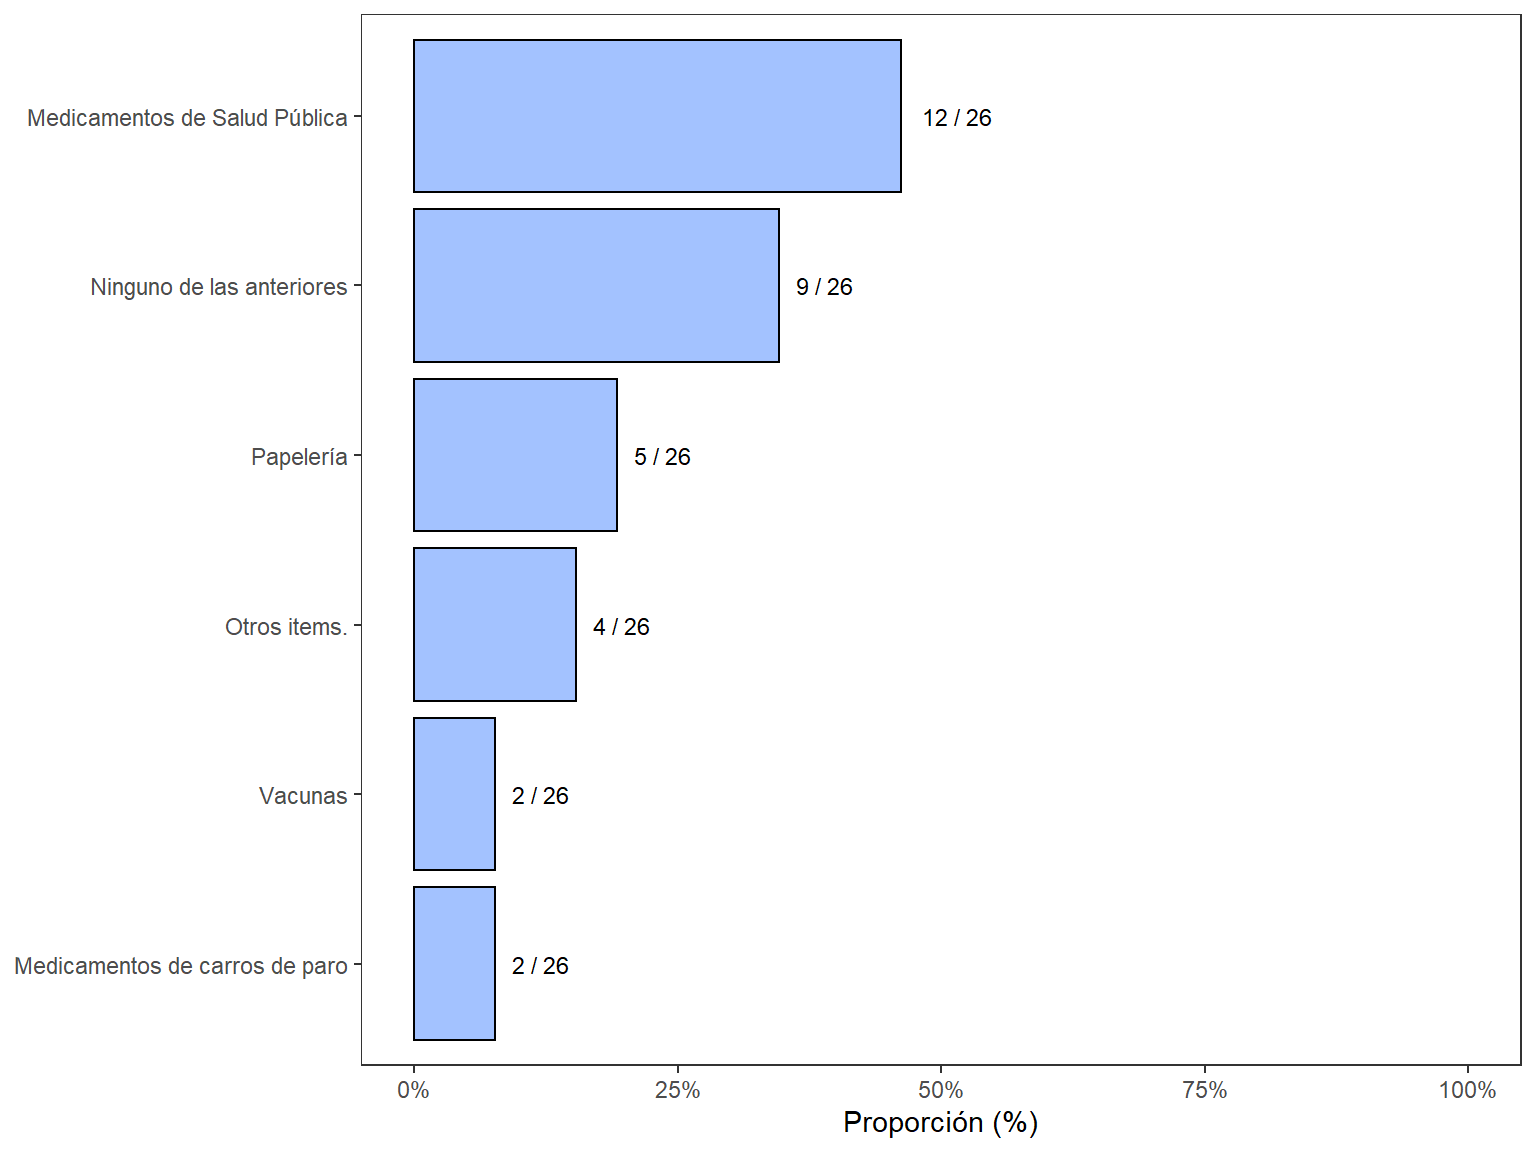 Medicamentos de Salud Pública
12 / 26
Ninguno de las anteriores
9 / 26
Papelería
5 / 26
Otros items.
4 / 26
Vacunas
2 / 26
Medicamentos de carros de paro
2 / 26
0% 25% 50% 75% 100%
Proporción (%)